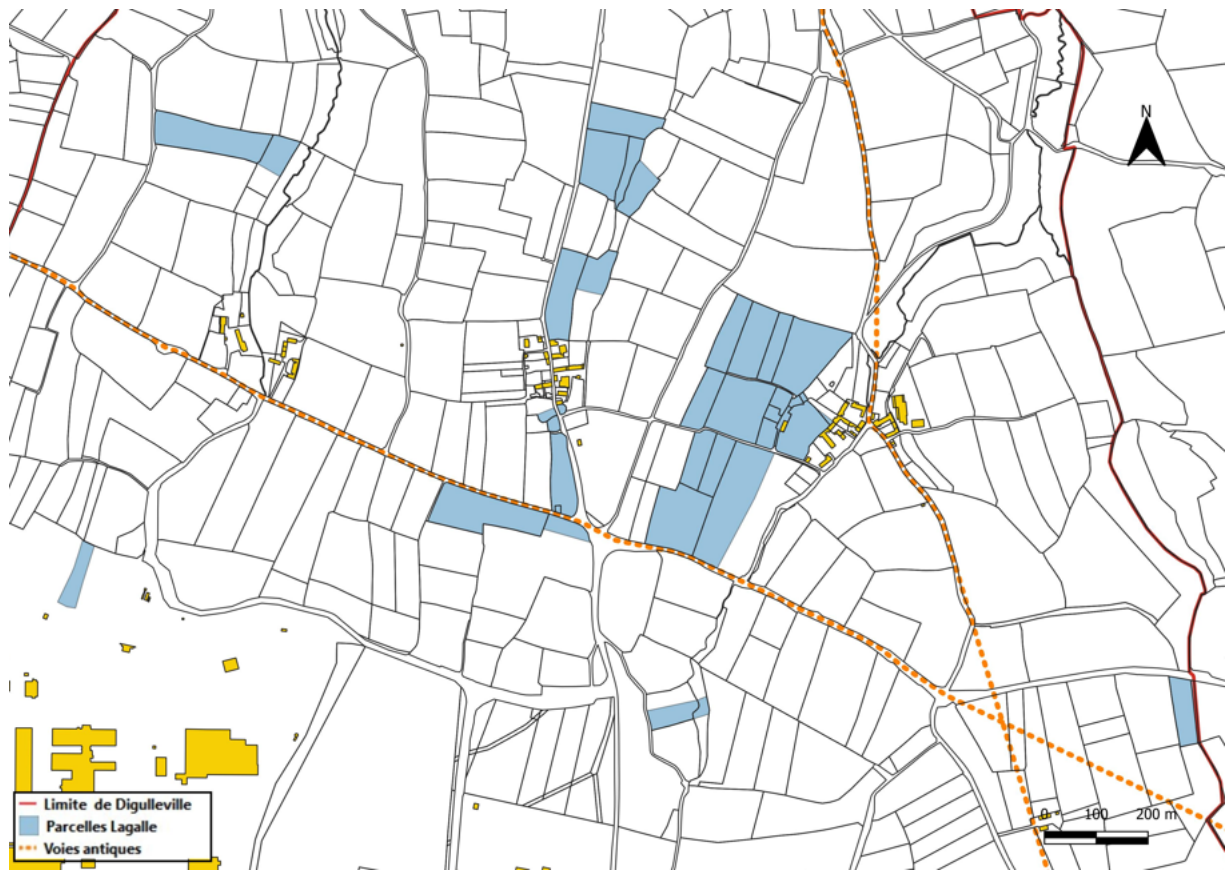 N
Limite de Digulleville
Parcelles Lagalle
Voies antiques
0 100 200 m